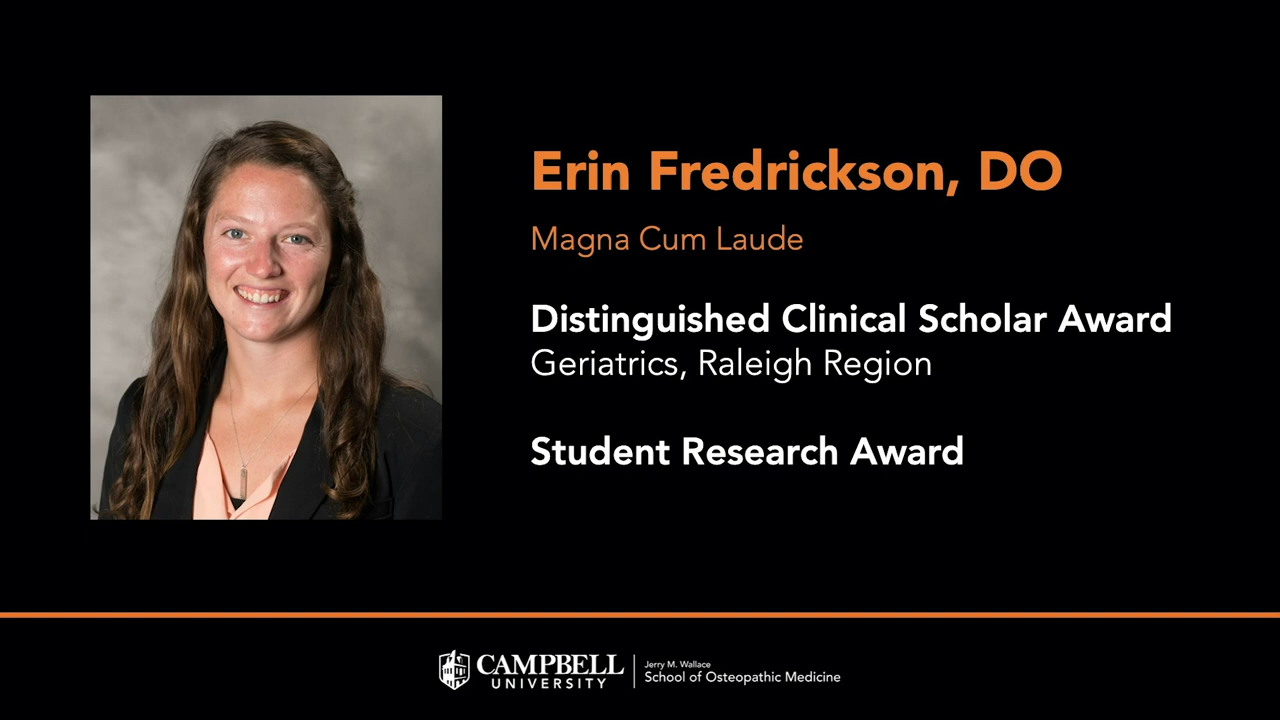 Erin Fredrickson, DO
Magna Cum Laude
Distinguished Clinical Scholar Award
Geriatrics, Raleigh Region
Student Research Award
CAMPBELL
UNIVERSITY
Jerry M. Wallace
School of Osteopathic Medicine